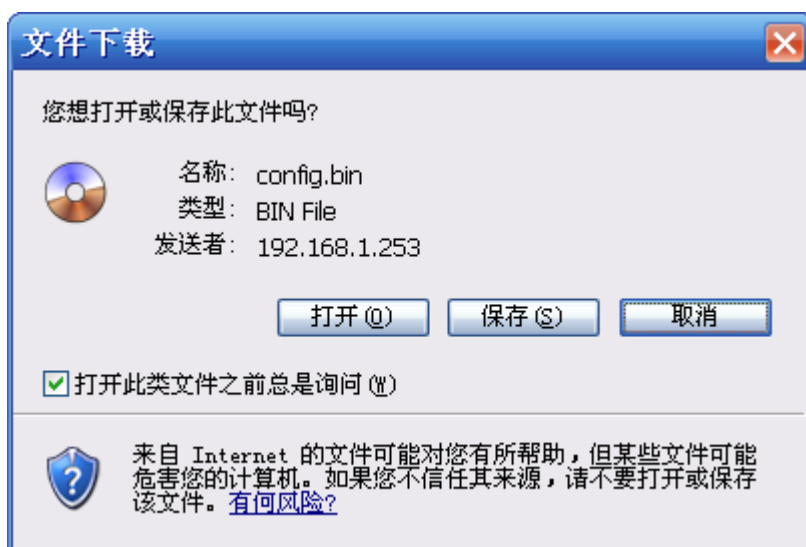 文件下载
您想打开或保存此文件吗?
名称: config.bin
类型: BIN File
发送者: 192.168.1.253
打开(O) 保存(S) 取消
打开此类文件之前总是询问(W)
来自 Internet 的文件可能对您有所帮助，但某些文件可能
危害您的计算机。如果您不信任其来源，请不要打开或保存
该文件。有何风险?